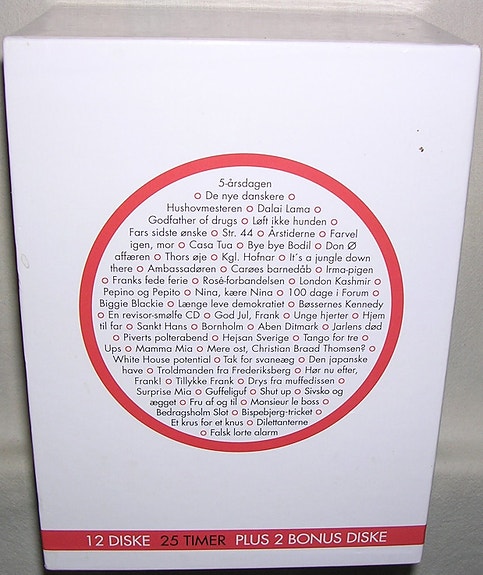 5-årsdagen
o De nye danskere o
Hushovmesteren o Dalai Lama o
Godfather of drugs o Løft ikke hunden o
Fars sidste ønske o Str. 44 o Årstiderne o Farvel
igen, mor o Casa Tua o Bye bye Bodil o Don Ø
affæren o Thors øje o Kgl. Hofnar o It's a jungle down
there o Ambassadøren o Carøes barnedåb o Irma-pigen
o Franks fede ferie o Rosé-forbandelsen o London Kashmir o
Pepino og Pepito o Nina, kære Nina o 100 dage i Forum o
Biggie Blackie o Længe leve demokratiet o Bøssernes Kennedy
o En revisor-smølfe CD o God Jul, Frank o Unge hjerter o Hjem
til far o Sankt Hans o Bornholm o Aben Ditmark o Jarlens død
o Piverts polterabend o Hejsan Sverige o Tango for tre o
Ups o Mamma Mia o Mere ost, Christian Braad Thomsen? o
White House potential o Tak for svaneæg o Den japanske
have o Troldmanden fra Frederiksberg o Hør nu efter,
Frank! o Tillykke Frank o Drys fra muffedissen o
Surprise Mia o Guffeliguf o Shut up o Sivsko og
ægget o Fru af og til o Monsieur le boss o
Bedragsholm Slot o Bispebjerg-tricket o
Et krus for et knus o Dilettanterne
o Falsk lorte alarm
12 DISKE 25 TIMER PLUS 2 BONUS DISKE